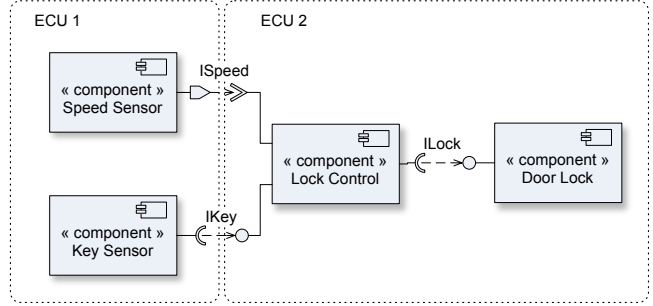 ECU 1
ECU 2
ISpeed
« component »
Speed Sensor
ILock
« component »
Lock Control
« component »
Door Lock
IKey
« component »
Key Sensor